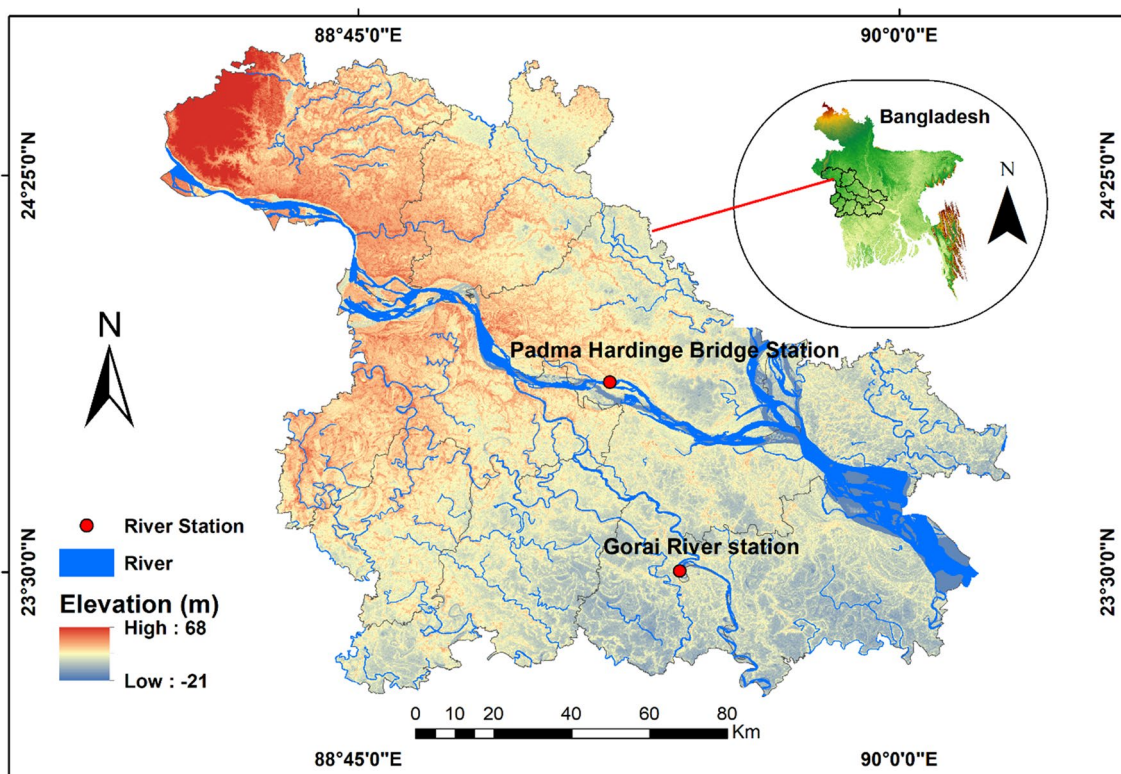 88°45'0"E
90°0'0"E
24°25'0"N
24°25'0"N
Bangladesh
N
N
Padma Hardinge Bridge Station
Gorai River station
River Station
River
Elevation (m)
High : 68
Low : -21
23°30'0"N
23°30'0"N
0 10 20 40 60 80
Km
88°45'0"E
90°0'0"E